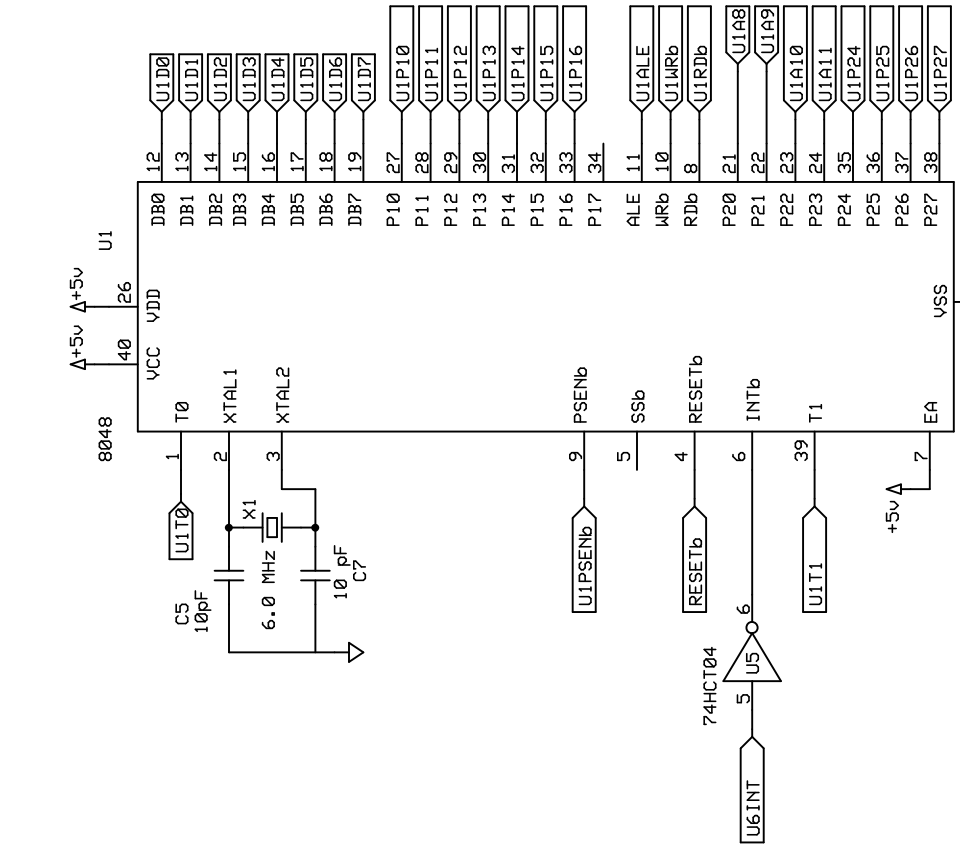 U1D0
U1D1
U1D2
U1D3
U1D4
U1D5
U1D6
U1D7
U1P10
U1P11
U1P12
U1P13
U1P14
U1P15
U1P16
U1ALE
U1WRb
U1RDb
U1A8
U1A9
U1A10
U1A11
U1P24
U1P25
U1P26
U1P27
12
13
14
15
16
17
18
19
27
28
29
30
31
32
33
34
11
10
8
21
22
23
24
35
36
37
38
DB0
DB1
DB2
DB3
DB4
DB5
DB6
DB7
P10
P11
P12
P13
P14
P15
P16
P17
ALE
WRb
RDb
P20
P21
P22
P23
P24
P25
P26
P27
U1
+5v
26
VDD
+5v
40
VCC
VSS
8048
T0
XTAL1
XTAL2
PSENb
SSb
RESETb
INTb
T1
EA
1
2
3
9
5
4
6
39
7
U1T0
X1
6.0 MHz
C5
10pF
10 pF
C7
U1PSENb
RESETb
U1T1
+5v
6
74HCT04
U5
5
U6INT